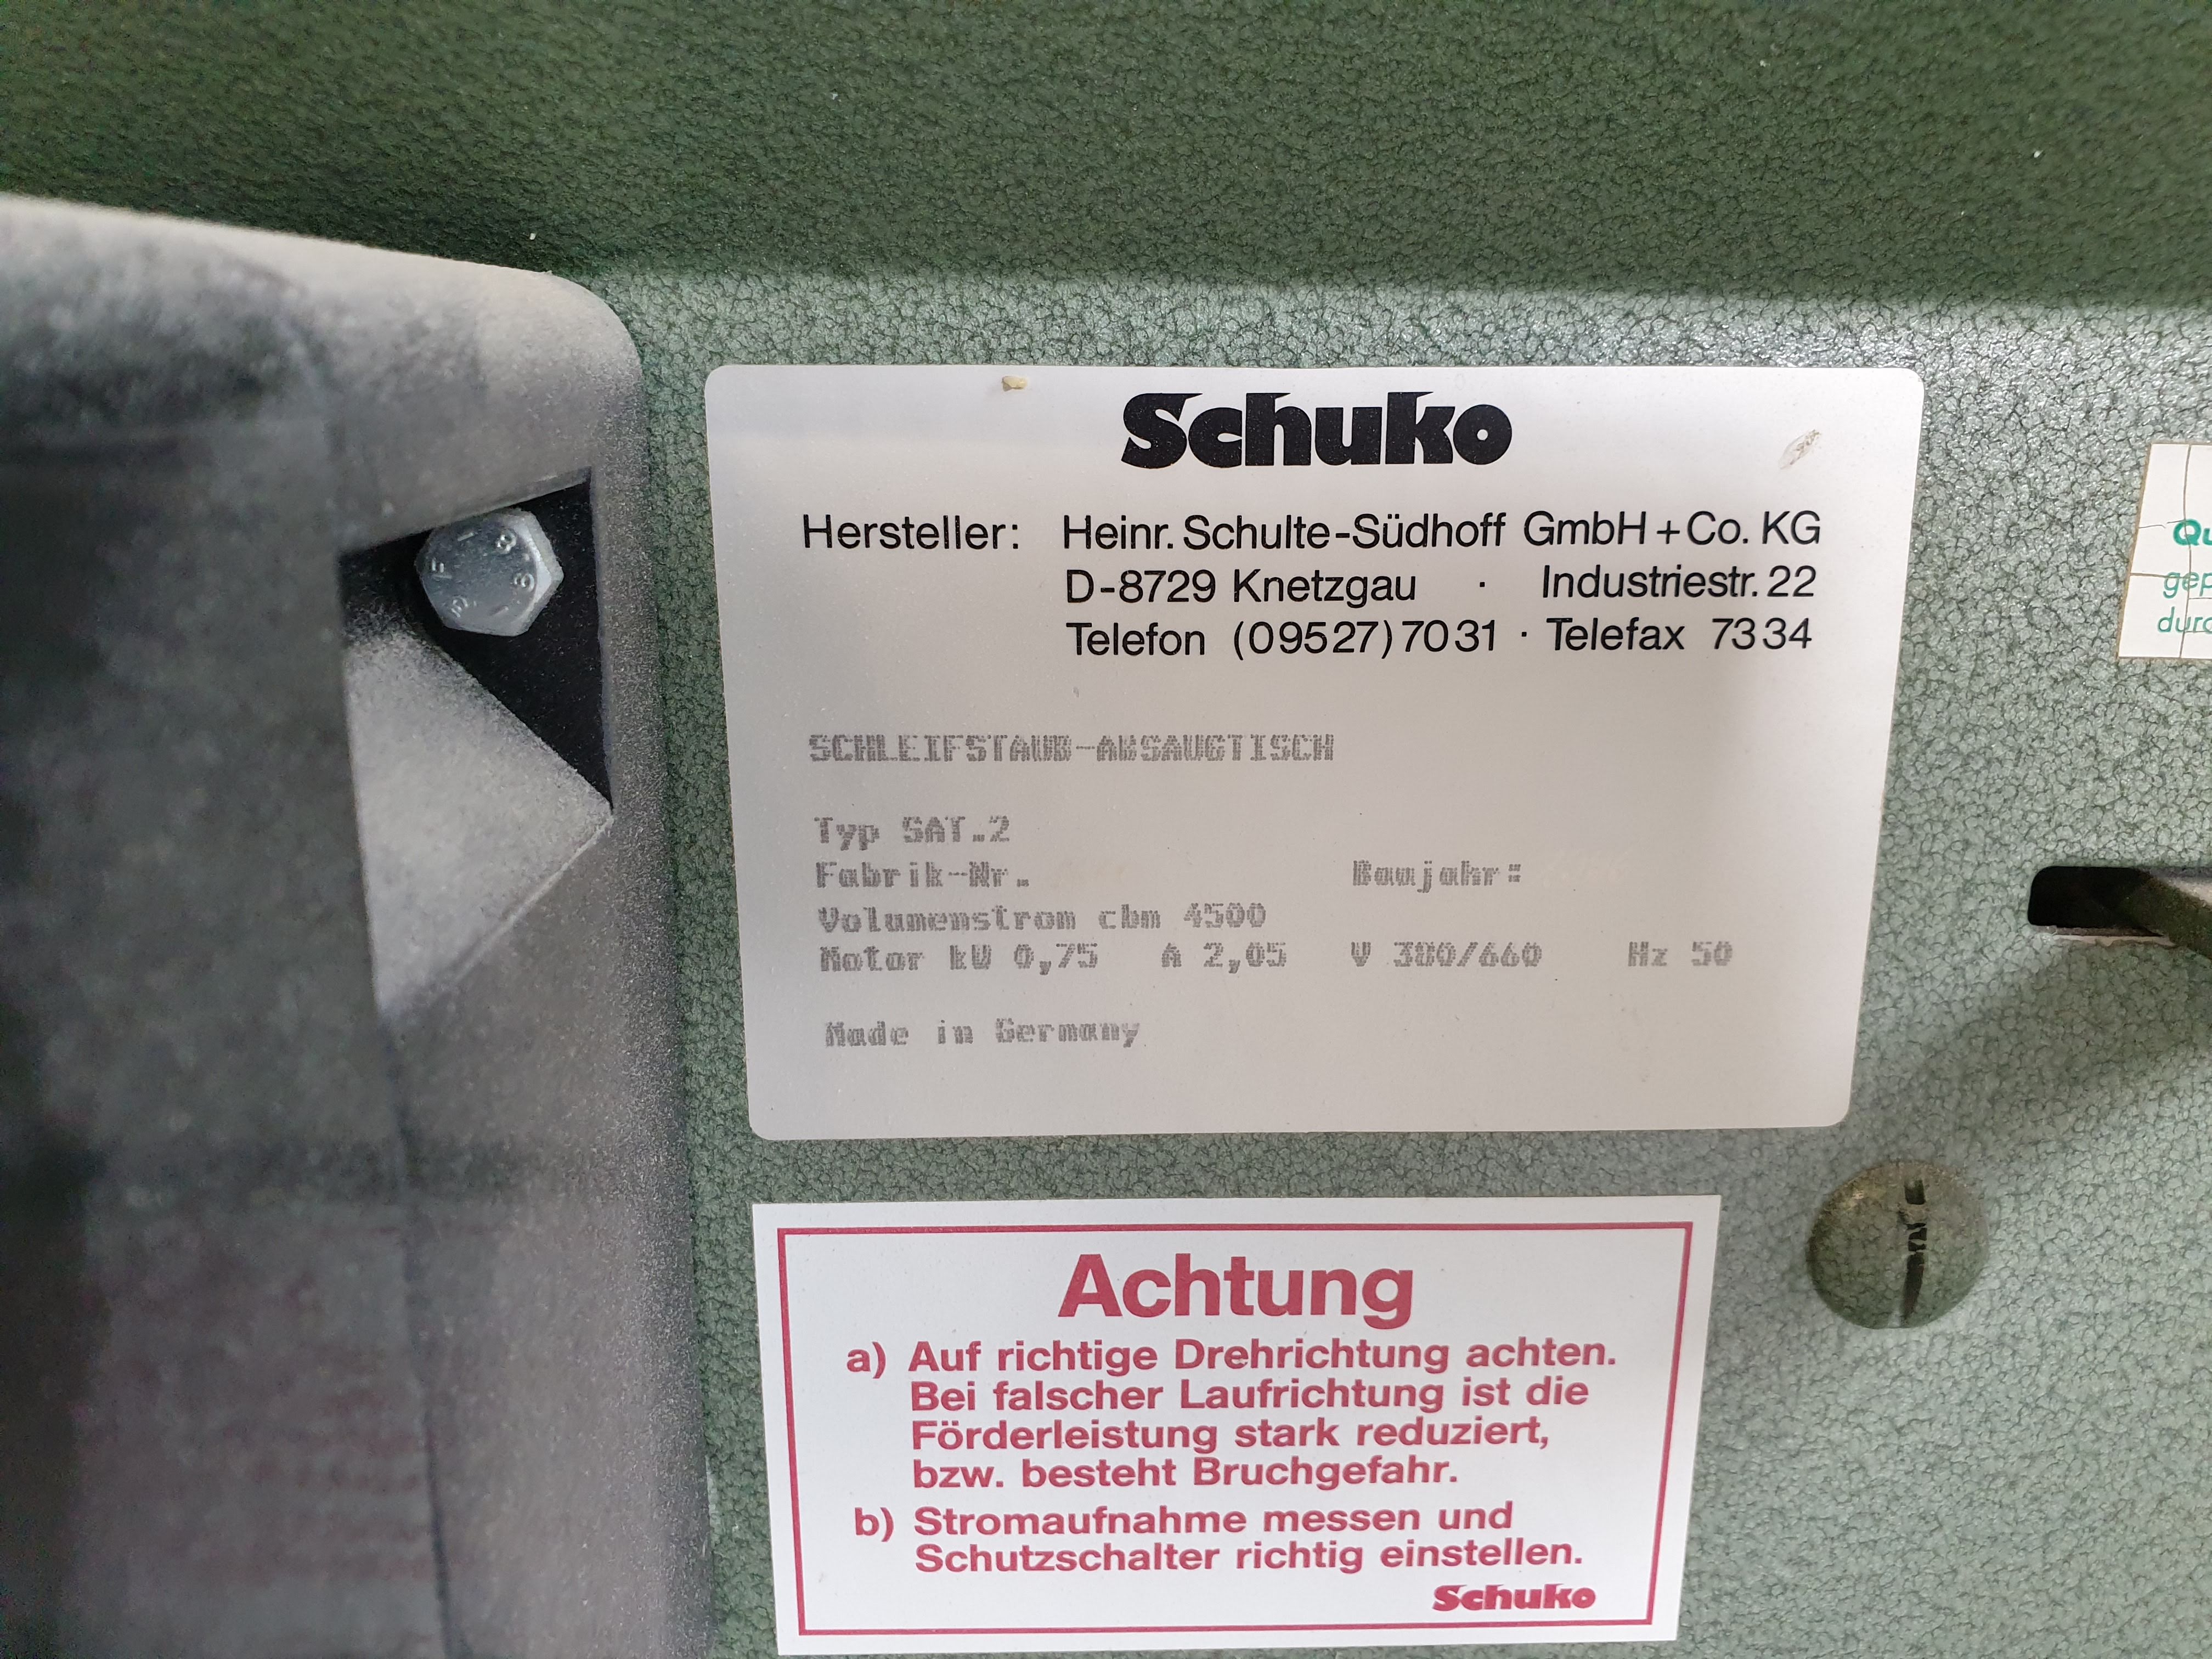 Schuko
Hersteller: Heinr. Schulte-Südhoff GmbH + Co. KG
D-8729 Knetzgau · Industriestr. 22
Telefon (09527) 7031 · Telefax 7334
SCHLEIFSTAUB-ABSAUGTISCH
Typ SAT.2
Fabrik-Nr. Baujahr:
Volumenstrom cbm 4500
Motor kW 0,75 A 2,05 V 380/660 Hz 50
Made in Germany
Achtung
a) Auf richtige Drehrichtung achten.
Bei falscher Laufrichtung ist die
Förderleistung stark reduziert,
bzw. besteht Bruchgefahr.
b) Stromaufnahme messen und
Schutzschalter richtig einstellen.
Schuko
8.8